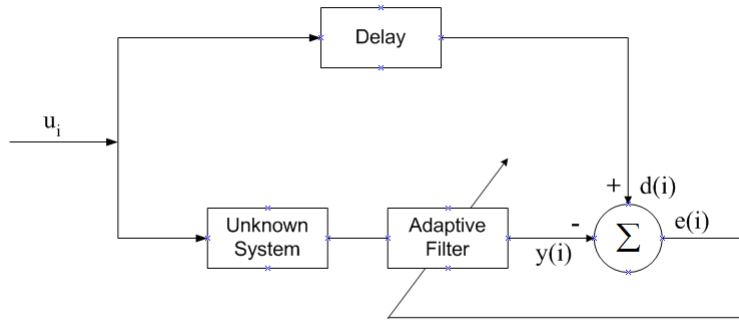 Delay
u_i
+ d(i)
Unknown
System
Adaptive
Filter
-
y(i)
Σ
e(i)